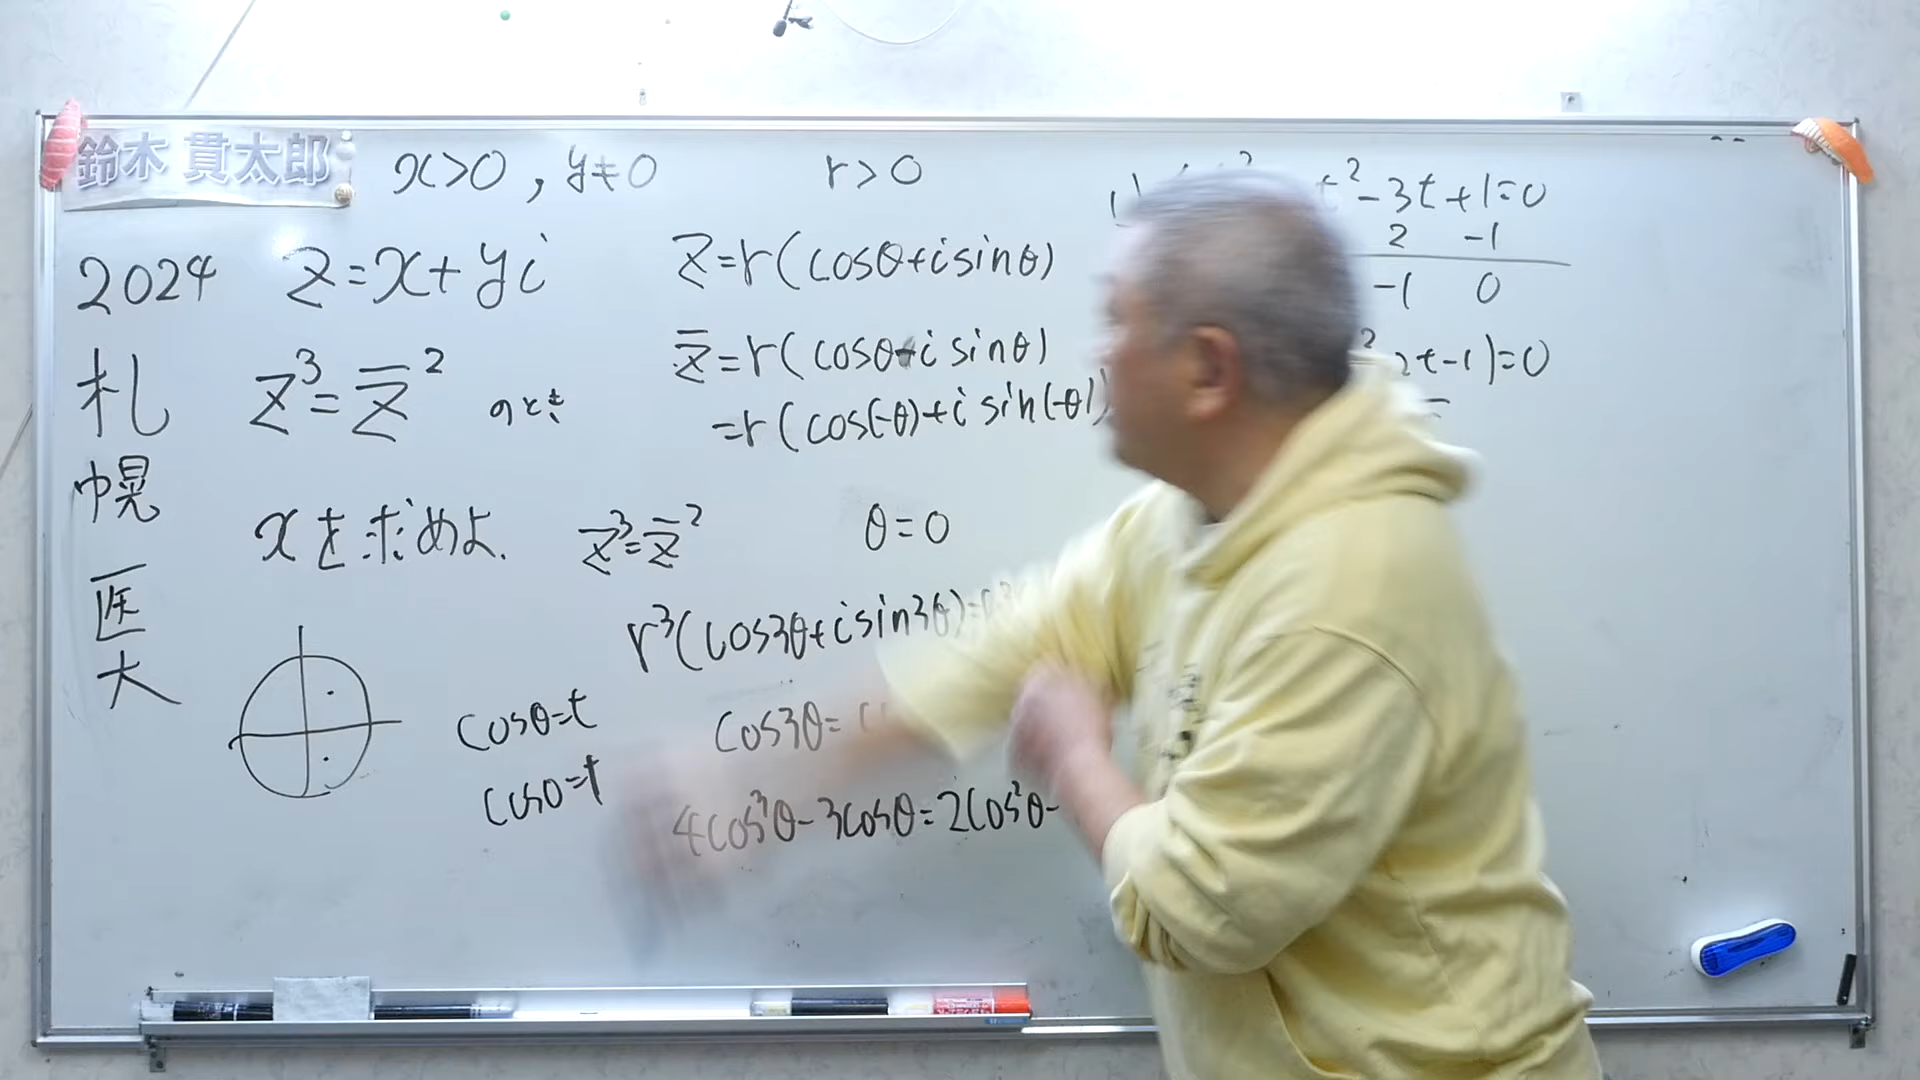 鈴木 貫太郎
x>0, y≠0
2024
札幌医大
z=x+yi
z³=z̅²
のとき
xを求めよ.
cosθ=t
cosθ=t
r>0
z=r(cosθ+isinθ)
z̅=r(cosθ-isinθ)
=r(cos(-θ)+isin(-θ))
z³=z̅²
θ=0
r³(cos3θ+isin3θ)=
cos3θ=
4cos³θ-3cosθ=2cos²θ-
t²-3t+1=0
2 -1
-1 0
2t-1)=0